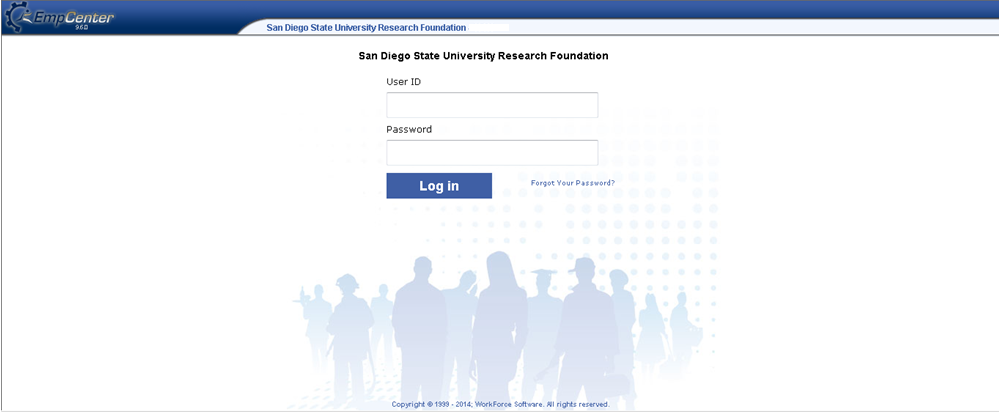 EmpCenter
San Diego State University Research Foundation
San Diego State University Research Foundation
User ID
Password
Log in
Forgot Your Password?
Copyright © 1999 - 2014; WorkForce Software. All rights reserved.